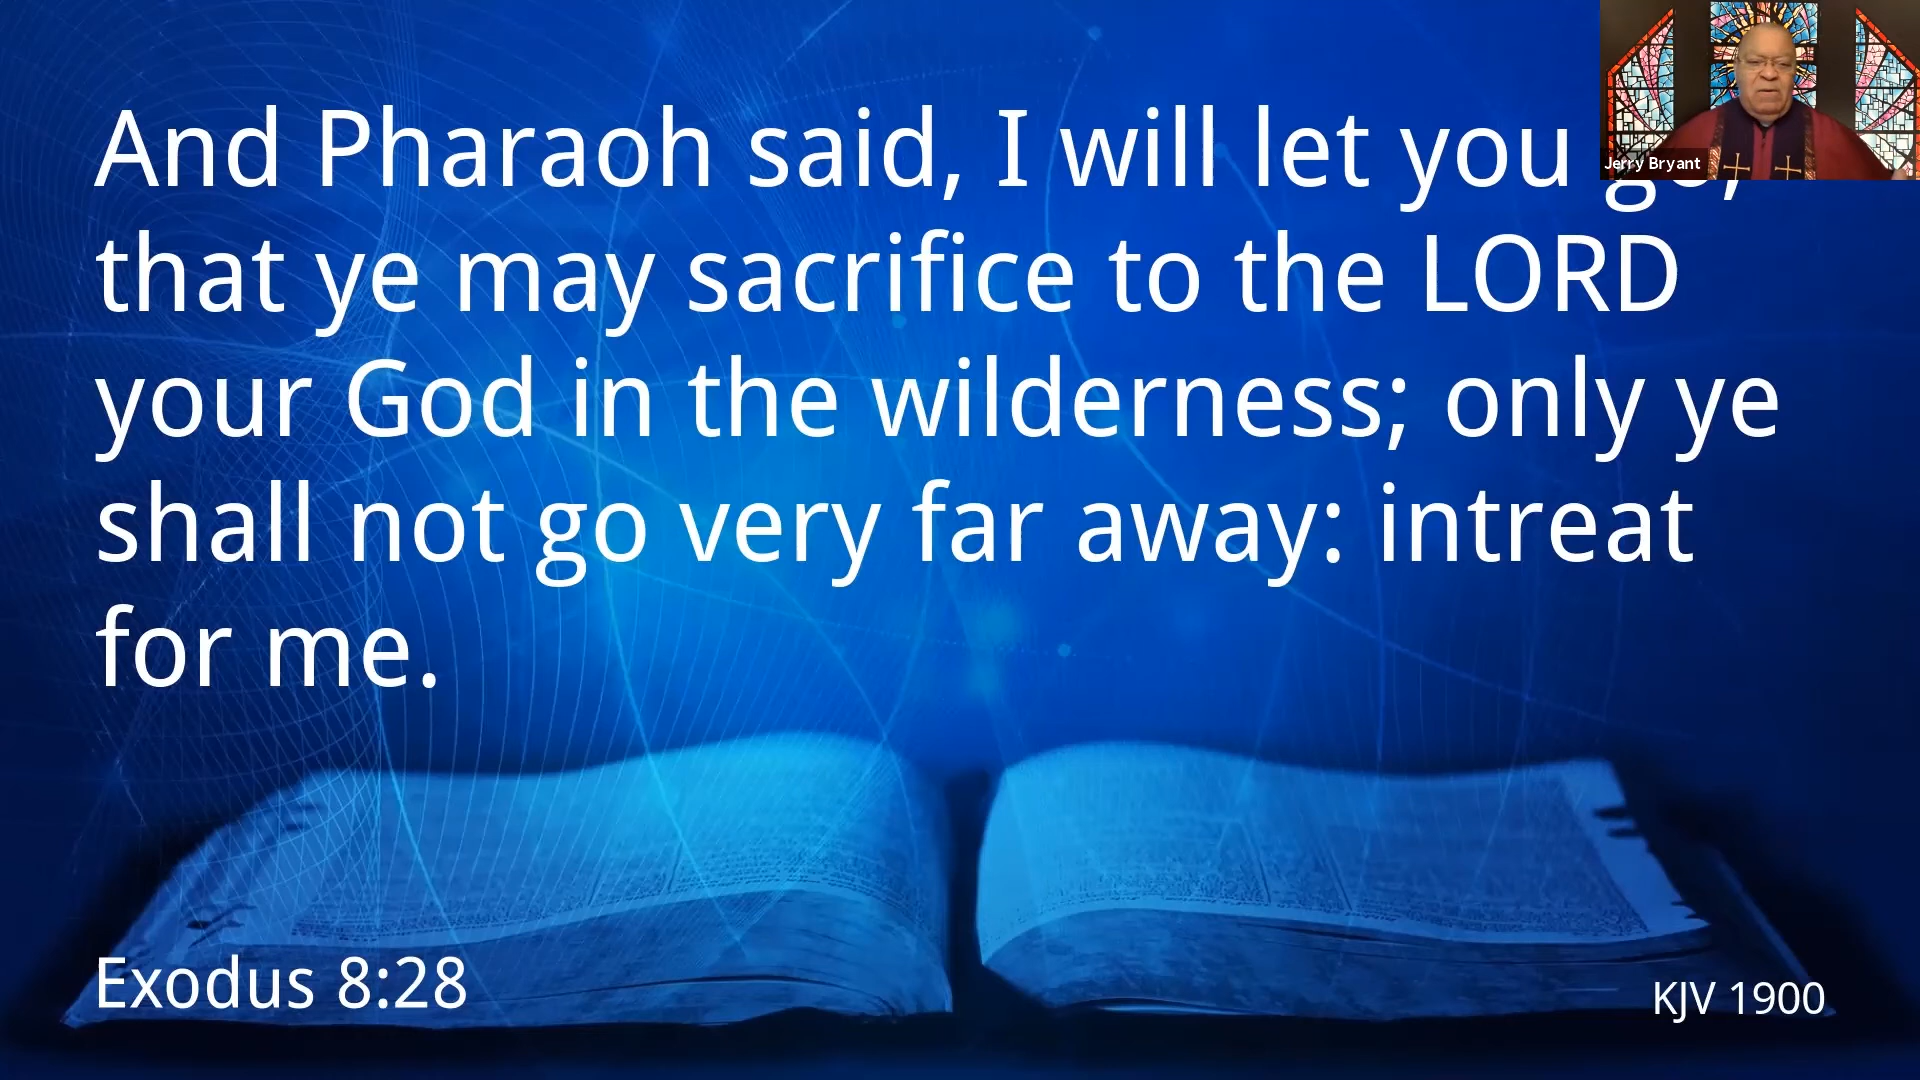 And Pharaoh said, I will let you go,
that ye may sacrifice to the LORD
your God in the wilderness; only ye
shall not go very far away: intreat
for me.
Exodus 8:28
KJV 1900
Jerry Bryant